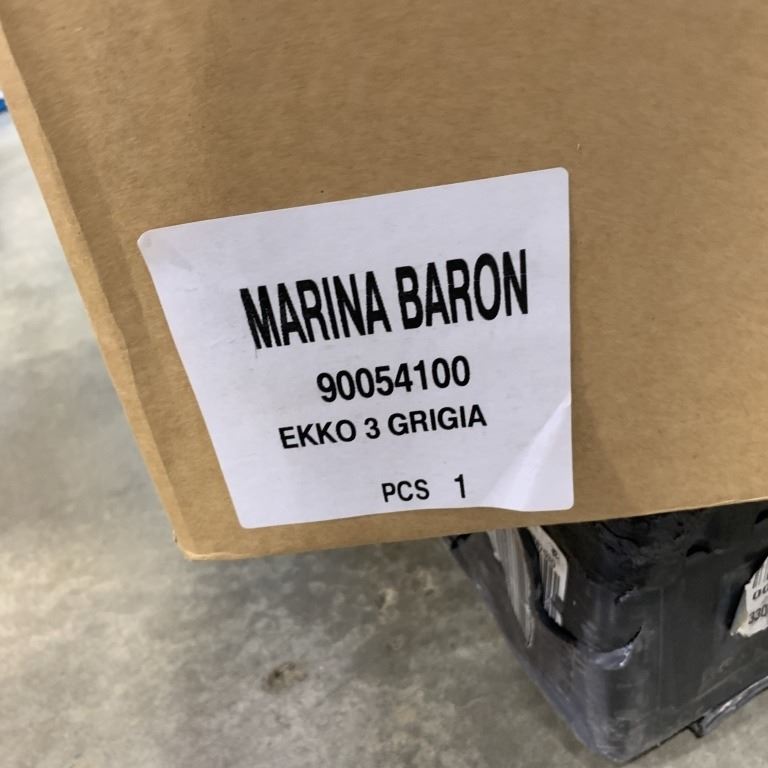 MARINA BARON
90054100
EKKO 3 GRIGIA
PCS 1